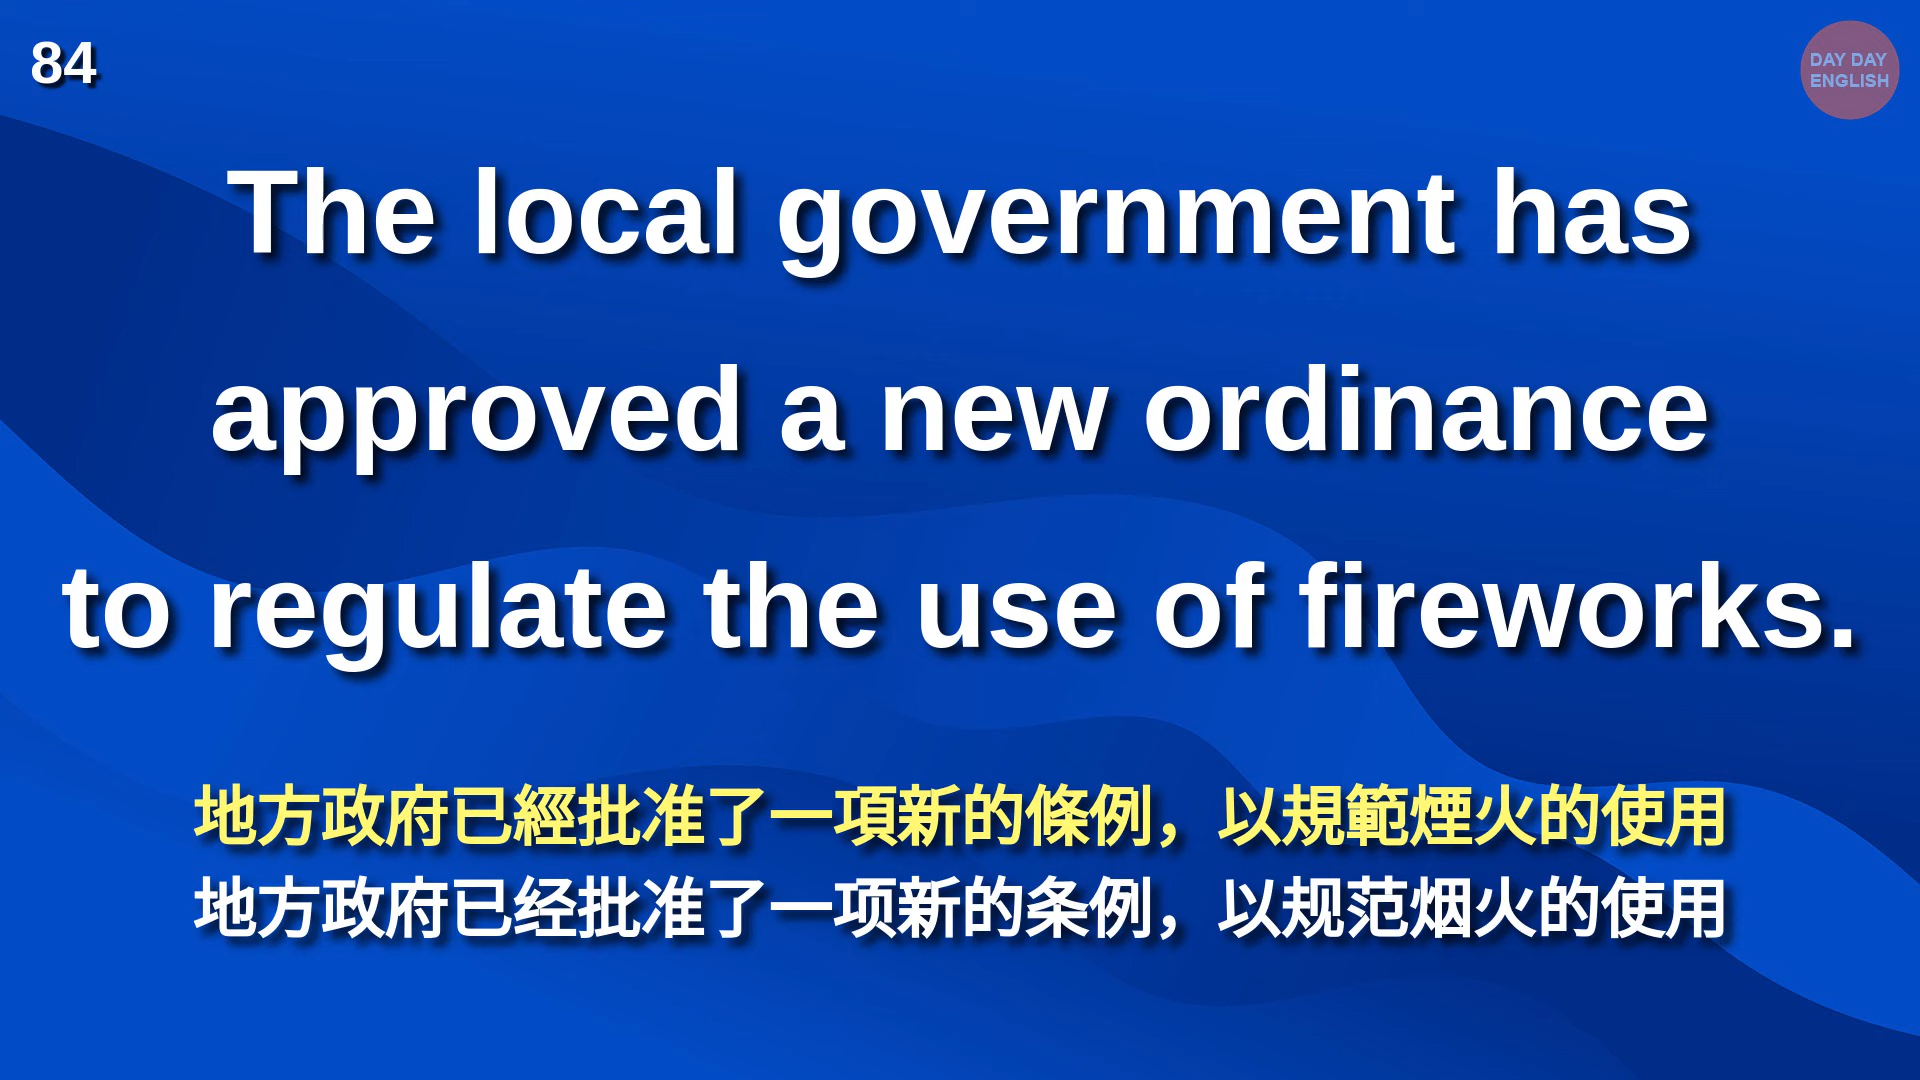 84
DAY DAY
ENGLISH
The local government has
approved a new ordinance
to regulate the use of fireworks.
地方政府已經批准了一項新的條例，以規範煙火的使用
地方政府已经批准了一项新的条例，以规范烟火的使用